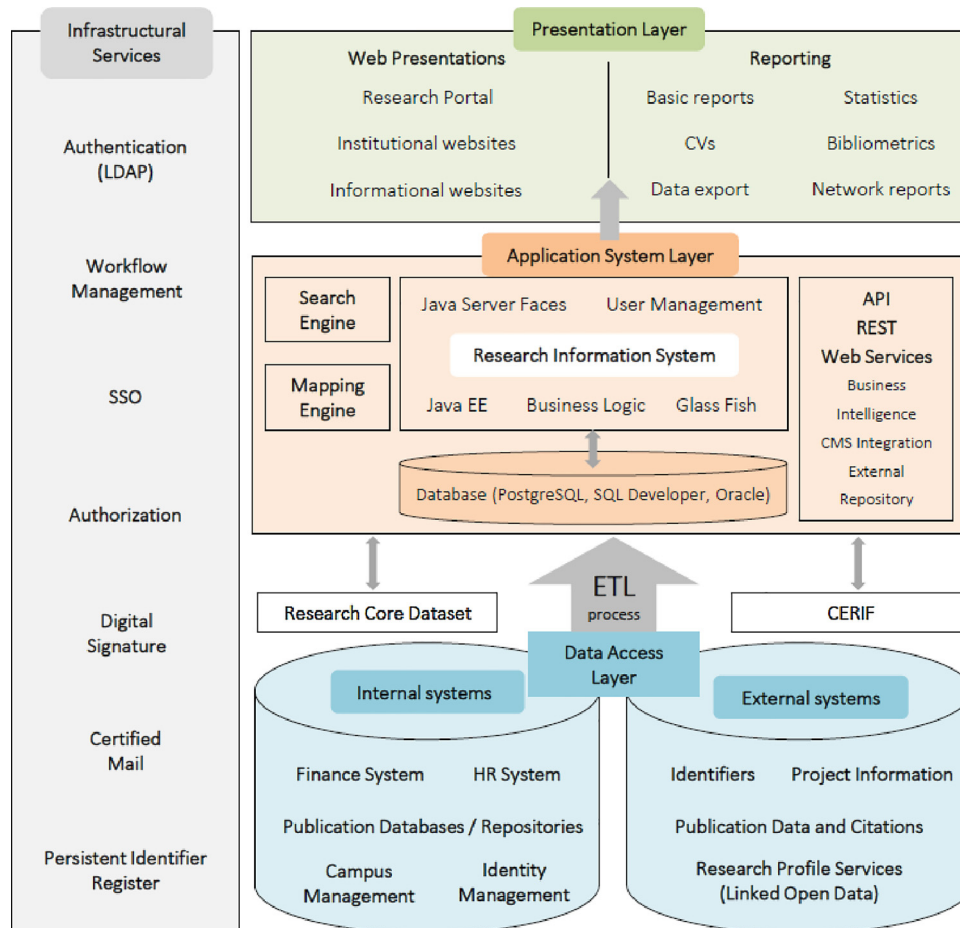 Infrastructural
Services
Authentication
(LDAP)
Workflow
Management
SSO
Authorization
Digital
Signature
Certified
Mail
Persistent Identifier
Register
Presentation Layer
Web Presentations
Research Portal
Institutional websites
Informational websites
Reporting
Basic reports
Statistics
CVs
Bibliometrics
Data export
Network reports
Application System Layer
Search
Engine
Mapping
Engine
Java Server Faces
User Management
Research Information System
Java EE
Business Logic
Glass Fish
Database (PostgreSQL, SQL Developer, Oracle)
API
REST
Web Services
Business
Intelligence
CMS Integration
External
Repository
Research Core Dataset
ETL
process
CERIF
Data Access
Layer
Internal systems
Finance System
HR System
Publication Databases / Repositories
Campus
Management
Identity
Management
External systems
Identifiers
Project Information
Publication Data and Citations
Research Profile Services
(Linked Open Data)